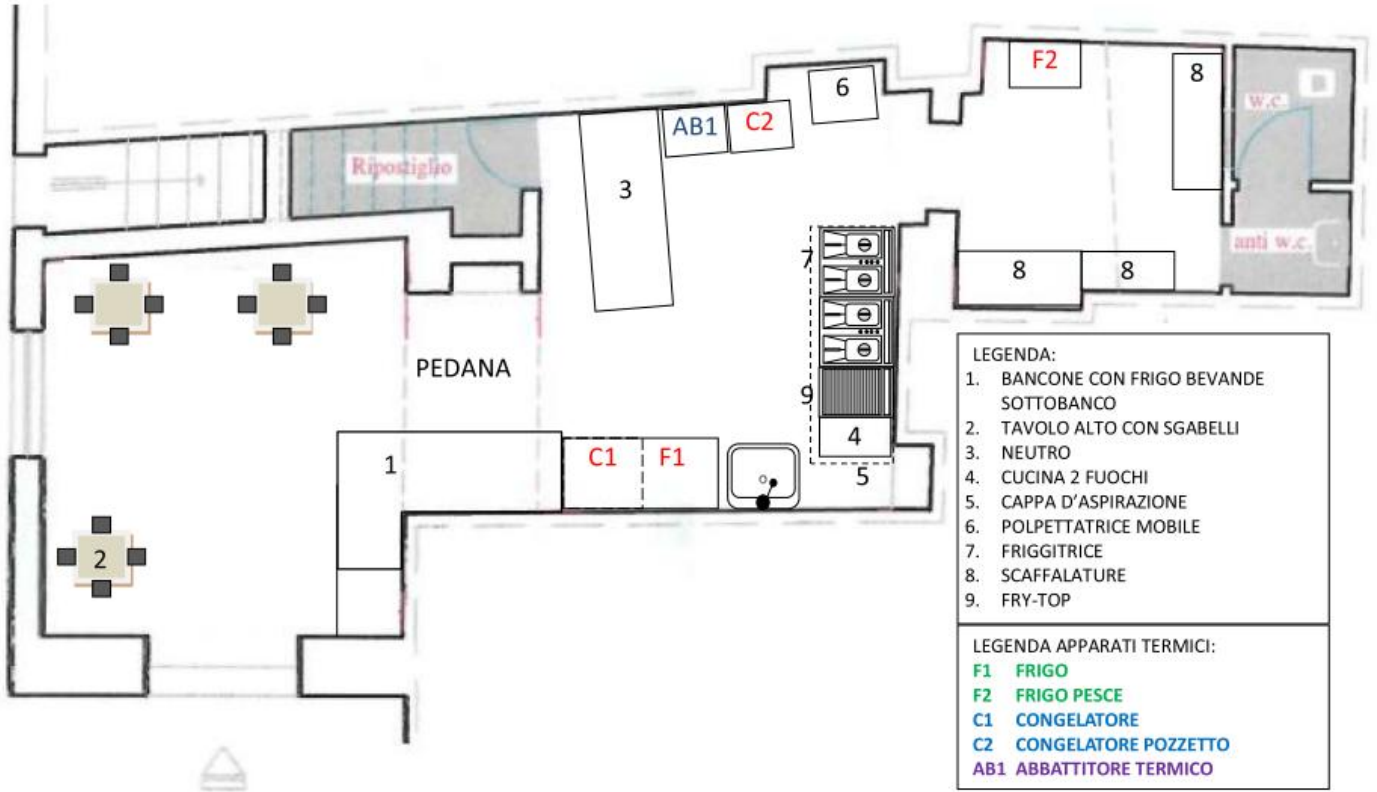 F2
8
6
w.c.
AB1
C2
Ripostiglio
3
anti w.c.
7
8
8
PEDANA
9
4
1
C1
F1
5
2
LEGENDA:
1. BANCONE CON FRIGO BEVANDE
SOTTOBANCO
2. TAVOLO ALTO CON SGABELLI
3. NEUTRO
4. CUCINA 2 FUOCHI
5. CAPPA D'ASPIRAZIONE
6. POLPETTATRICE MOBILE
7. FRIGGITRICE
8. SCAFFALATURE
9. FRY-TOP
LEGENDA APPARATI TERMICI:
F1 FRIGO
F2 FRIGO PESCE
C1 CONGELATORE
C2 CONGELATORE POZZETTO
AB1 ABBATTITORE TERMICO